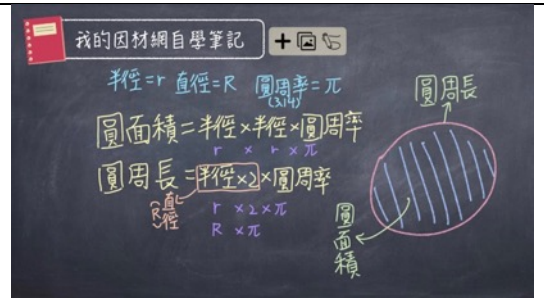 我的因材網自學筆記
半徑=r 直徑=R 圓周率=π
(3.14)
圓面積=半徑×半徑×圓周率
r × r × π
圓周長=半徑×2×圓周率
直徑
R
r × 2 × π
R × π
圓周長
圓面積